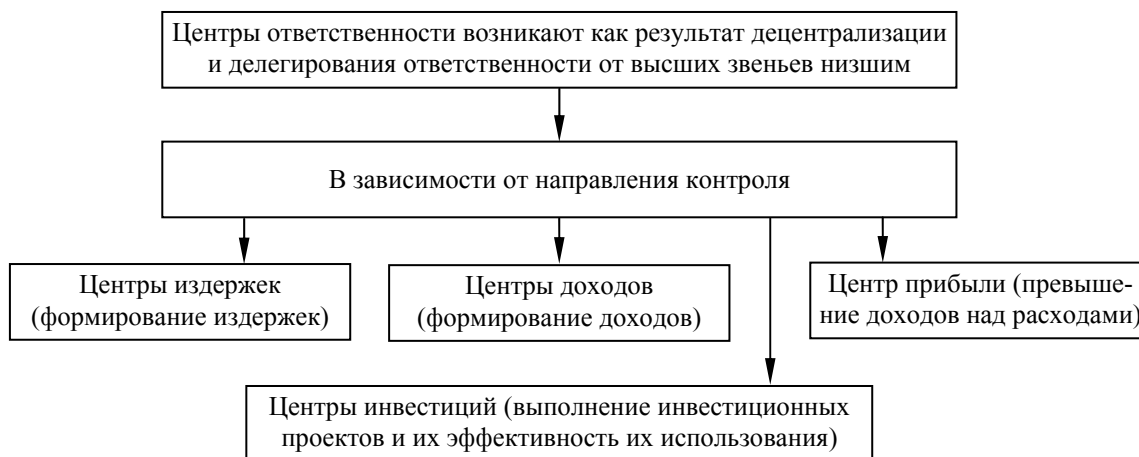 Центры ответственности возникают как результат децентрализации
и делегирования ответственности от высших звеньев низшим
В зависимости от направления контроля
Центры издержек
(формирование издержек)
Центры доходов
(формирование доходов)
Центр прибыли (превыше-
ние доходов над расходами)
Центры инвестиций (выполнение инвестиционных
проектов и их эффективность их использования)